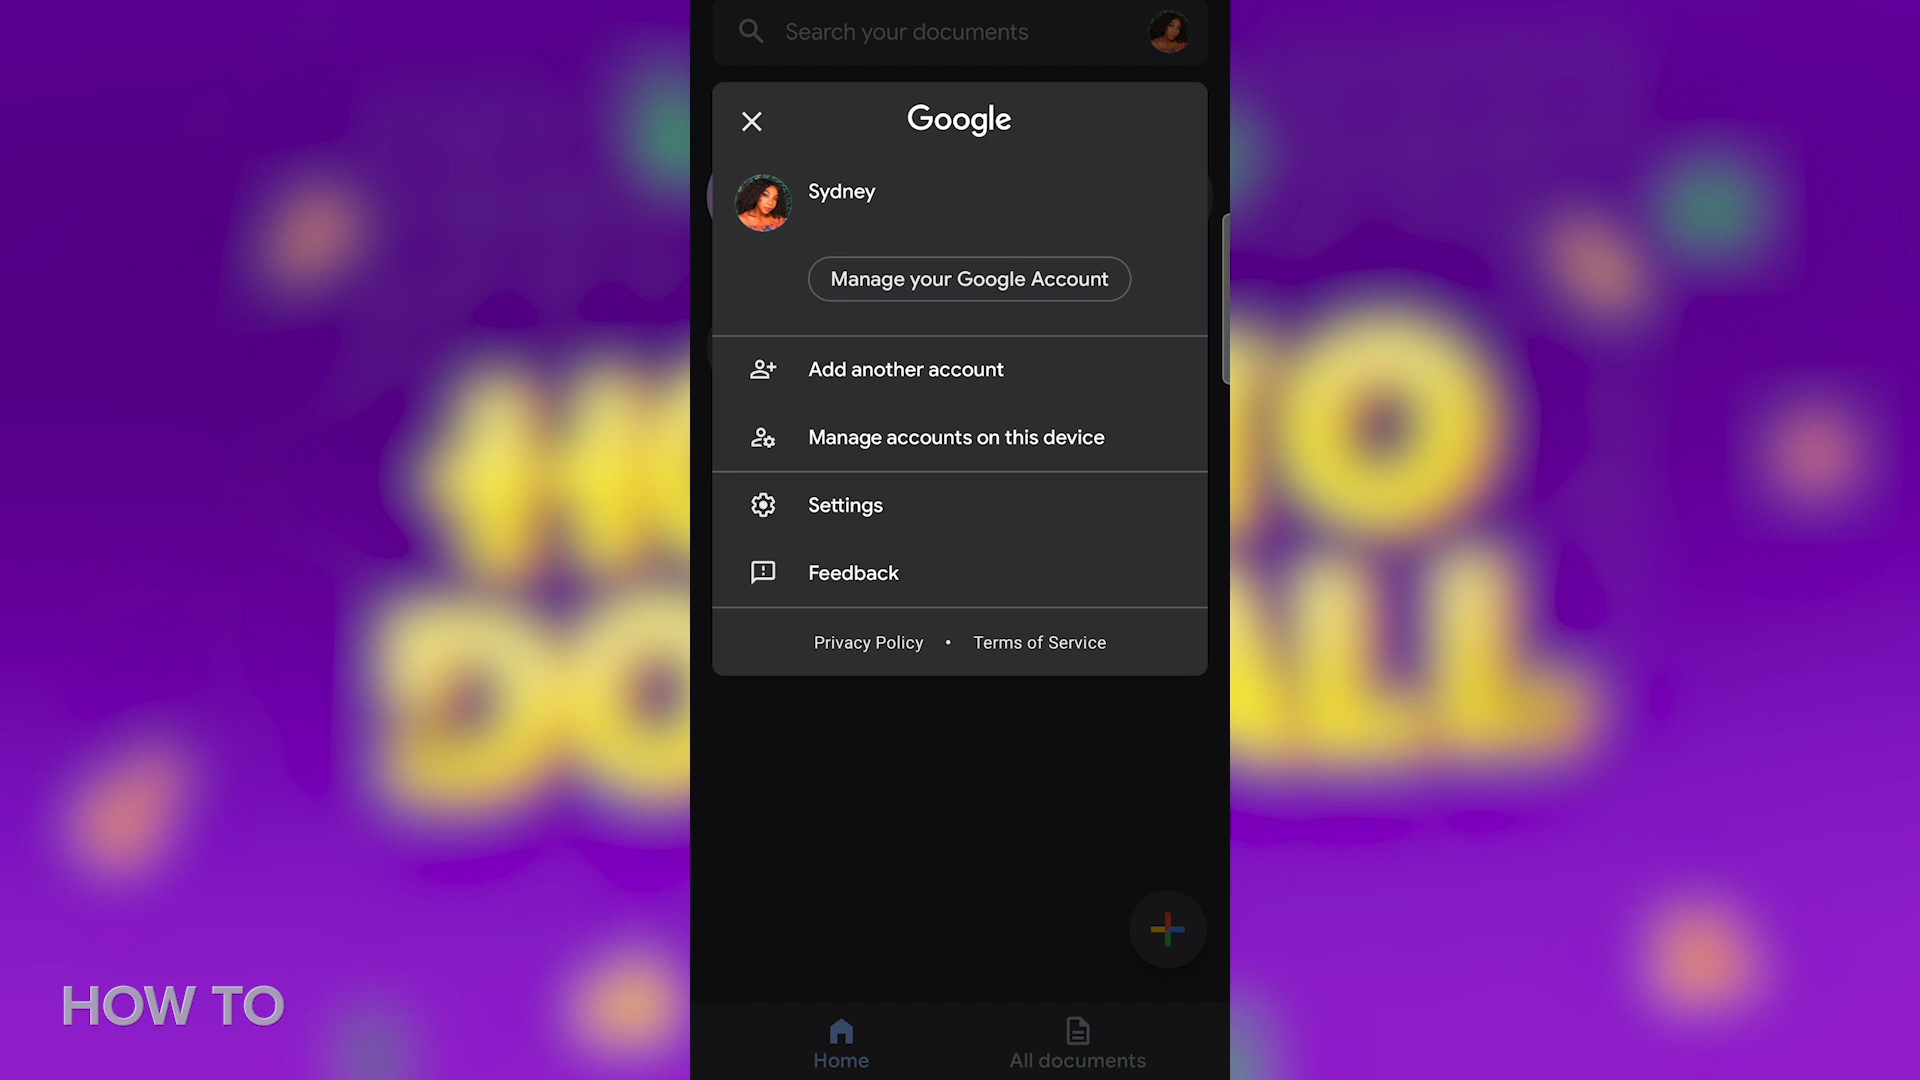 Search your documents
Google
Sydney
Manage your Google Account
Add another account
Manage accounts on this device
Settings
Feedback
Privacy Policy • Terms of Service
HOW TO
Home
All documents